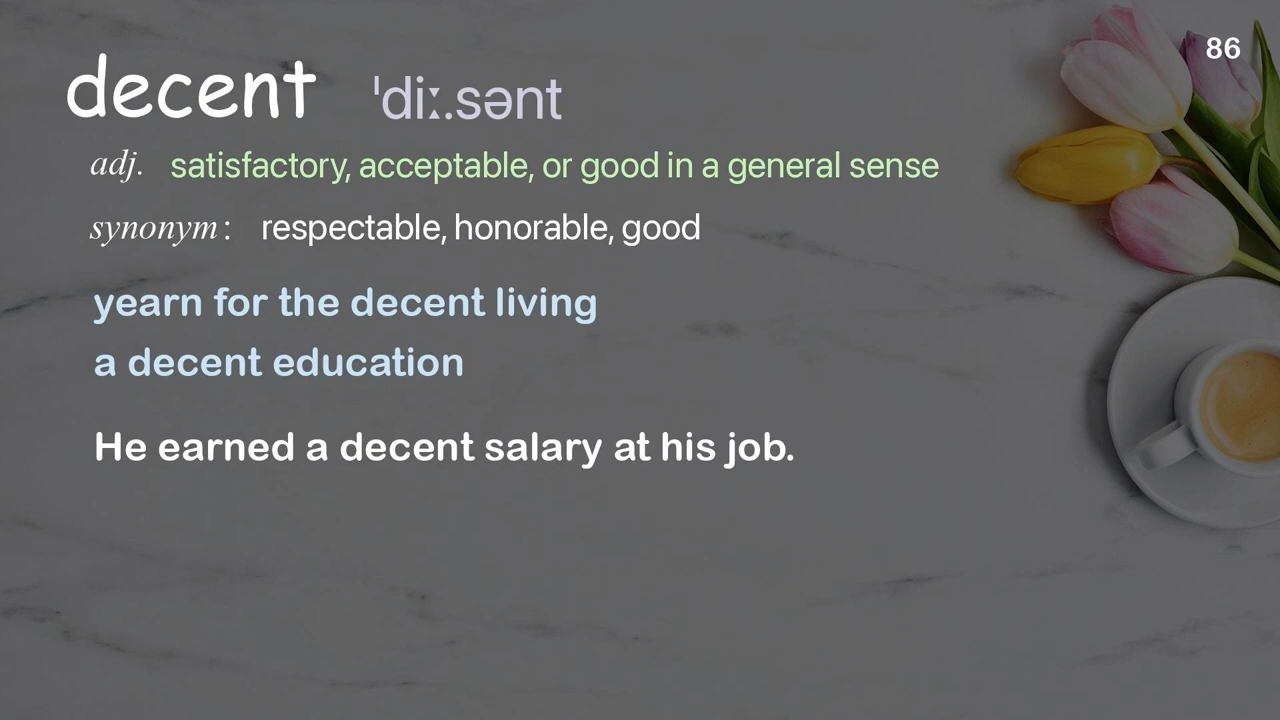 86
decent ˈdiː.sənt
adj. satisfactory, acceptable, or good in a general sense
synonym: respectable, honorable, good
yearn for the decent living
a decent education
He earned a decent salary at his job.